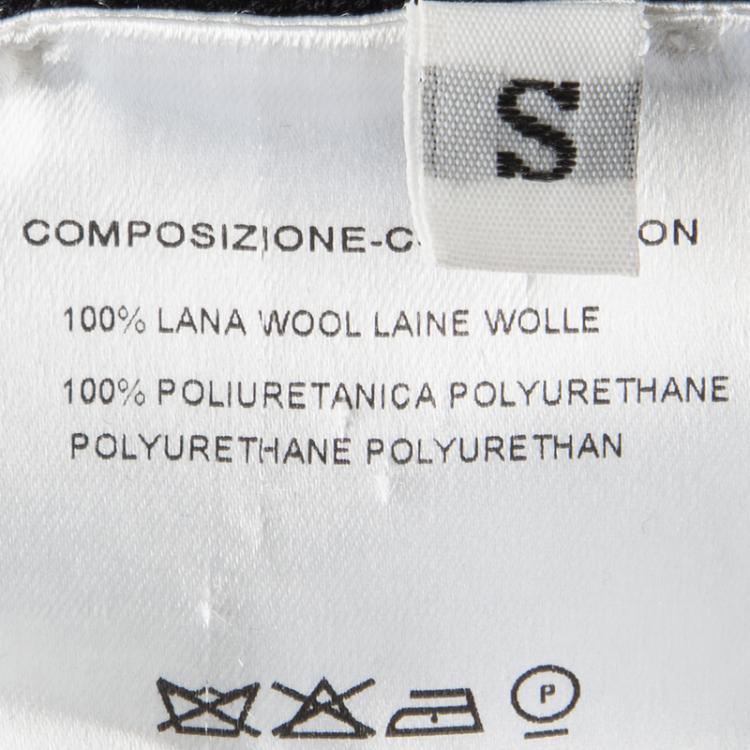 S
COMPOSIZIONE-C ON
100% LANA WOOL LAINE WOLLE
100% POLIURETANICA POLYURETHANE
POLYURETHANE POLYURETHAN
P